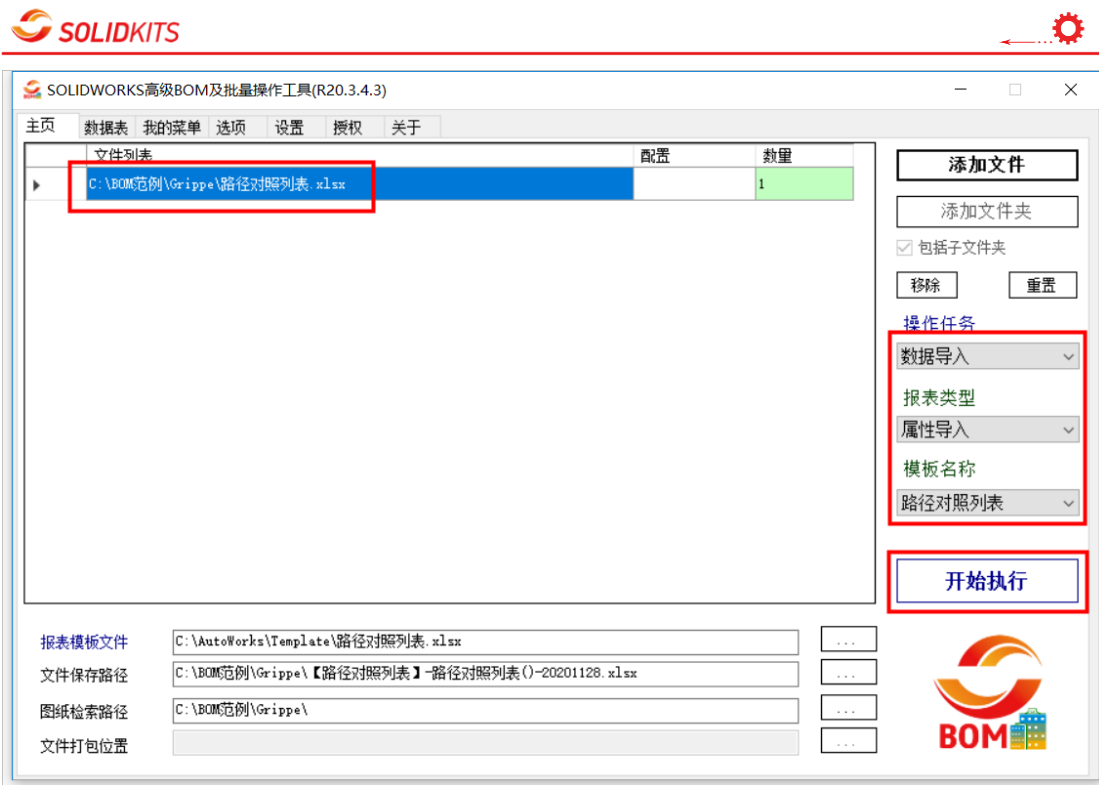 SOLIDKITS
SOLIDWORKS高级BOM及批量操作工具(R20.3.4.3)
主页 数据表 我的菜单 选项 设置 授权 关于
文件列表 配置 数量
C:\BOM范例\Grippe\路径对照列表.xlsx 1
添加文件
添加文件夹
包括子文件夹
移除 重置
操作任务
数据导入
报表类型
属性导入
模板名称
路径对照列表
开始执行
报表模板文件 C:\AutoWorks\Template\路径对照列表.xlsx ...
文件保存路径 C:\BOM范例\Grippe\【路径对照列表】-路径对照列表()-20201128.xlsx ...
图纸检索路径 C:\BOM范例\Grippe\ ...
文件打包位置 ...
BOM